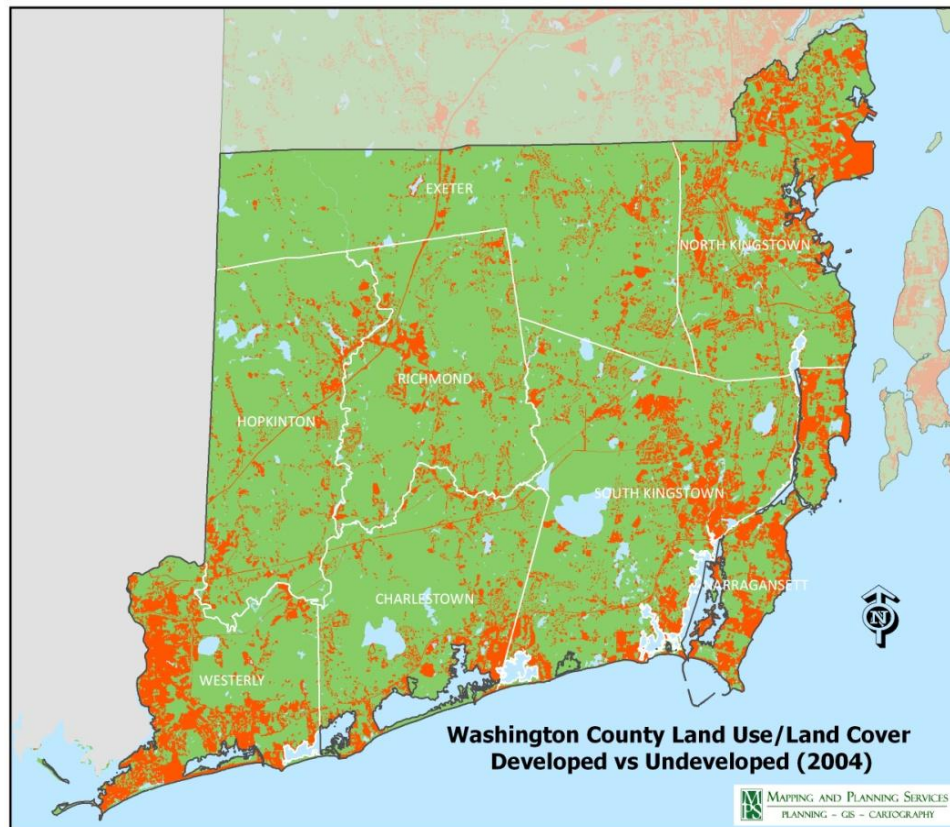 EXETER
NORTH KINGSTOWN
RICHMOND
HOPKINTON
SOUTH KINGSTOWN
NARRAGANSETT
CHARLESTOWN
WESTERLY
N
Washington County Land Use/Land Cover
Developed vs Undeveloped (2004)
MPS
MAPPING AND PLANNING SERVICES
PLANNING ~ GIS ~ CARTOGRAPHY